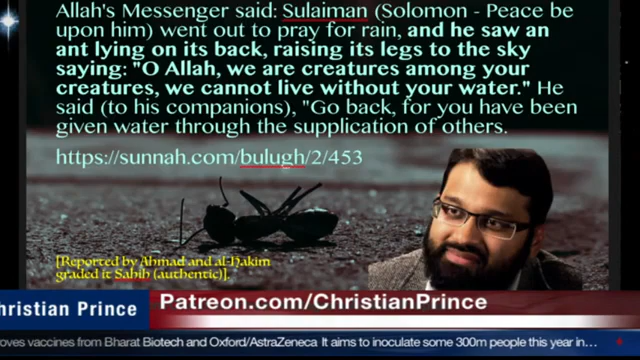 Allah's Messenger said: Sulaiman (Solomon - Peace be
upon him) went out to pray for rain, and he saw an
ant lying on its back, raising its legs to the sky
saying: "O Allah, we are creatures among your
creatures, we cannot live without your water." He
said (to his companions), "Go back, for you have been
given water through the supplication of others.
https://sunnah.com/bulugh/2/453
[Reported by Ahmad and al-Hakim
graded it Sahih (authentic)].
hristian Prince
Patreon.com/ChristianPrince
oves vaccines from Bharat Biotech and Oxford/AstraZeneca It aims to inoculate some 300m people this year in...